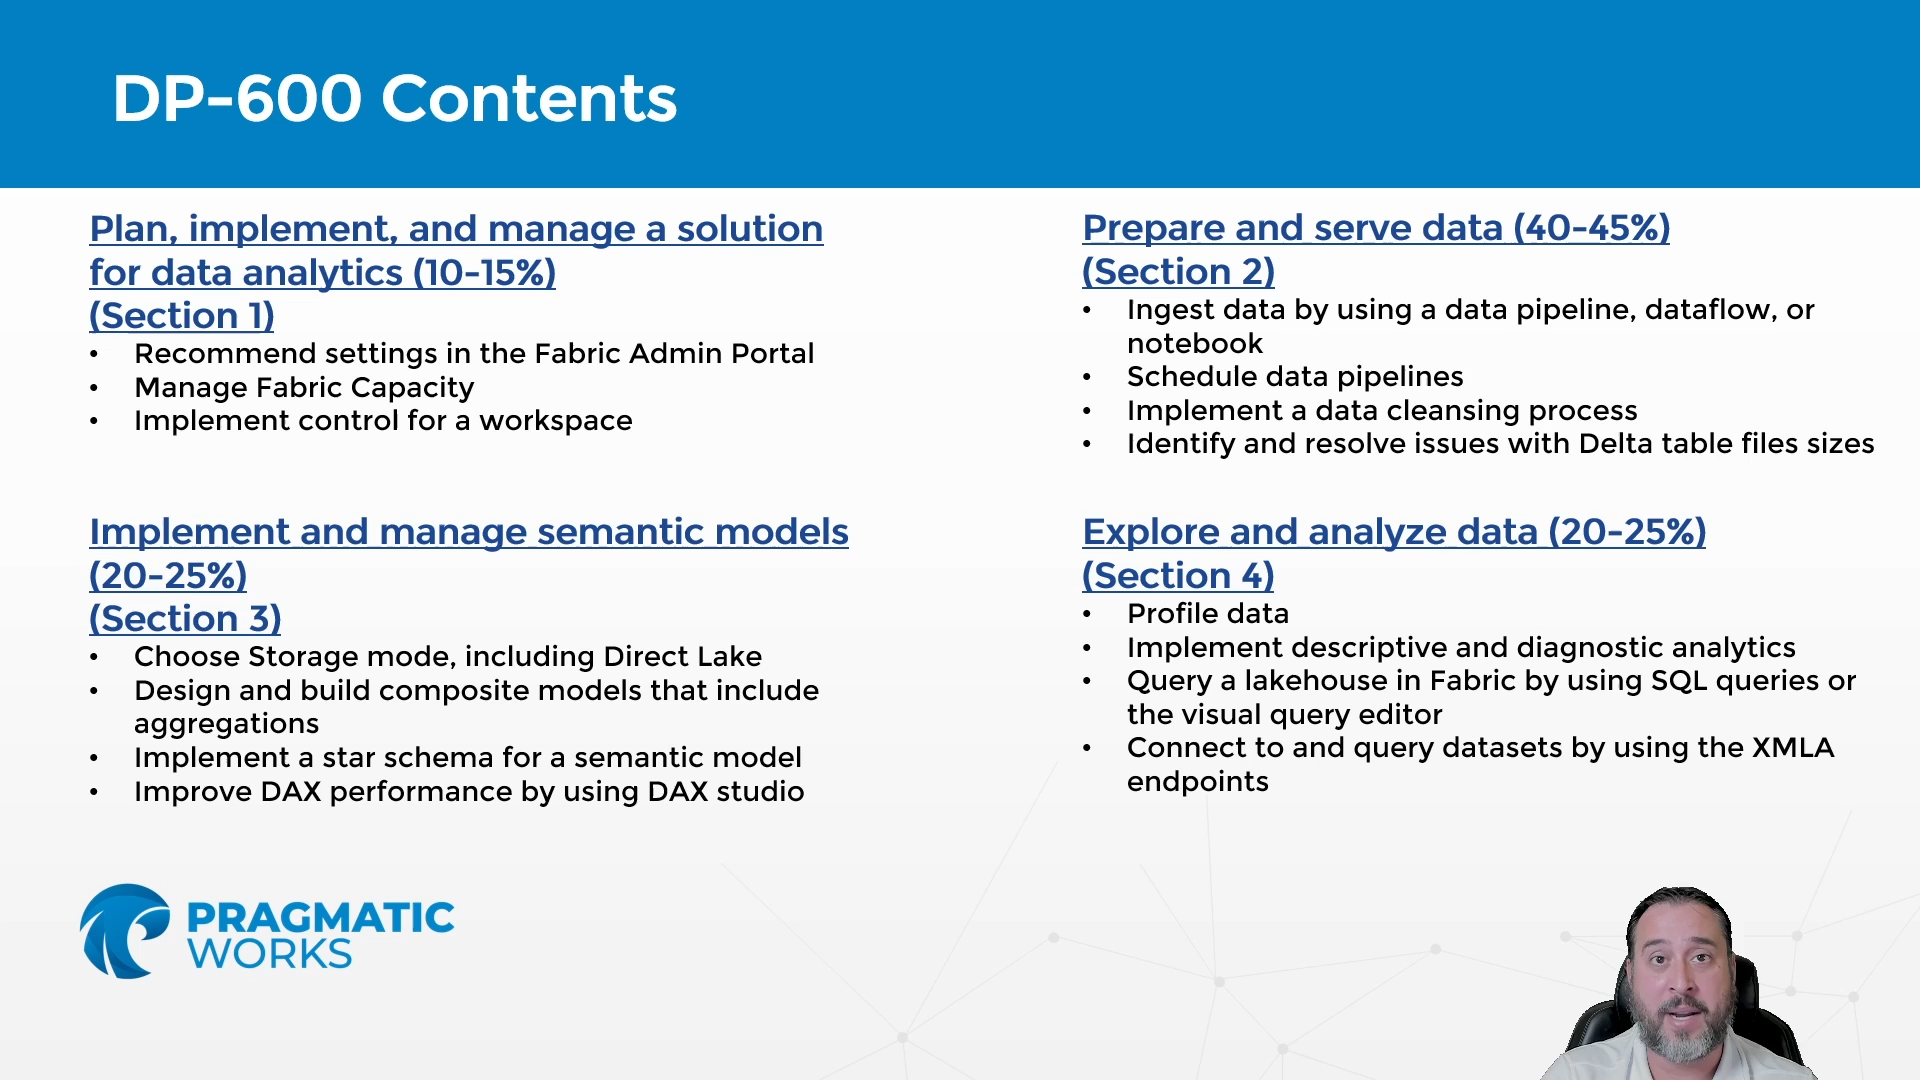 DP-600 Contents
Plan, implement, and manage a solution
for data analytics (10-15%)
(Section 1)
• Recommend settings in the Fabric Admin Portal
• Manage Fabric Capacity
• Implement control for a workspace
Prepare and serve data (40-45%)
(Section 2)
• Ingest data by using a data pipeline, dataflow, or
notebook
• Schedule data pipelines
• Implement a data cleansing process
• Identify and resolve issues with Delta table files sizes
Implement and manage semantic models
(20-25%)
(Section 3)
• Choose Storage mode, including Direct Lake
• Design and build composite models that include
aggregations
• Implement a star schema for a semantic model
• Improve DAX performance by using DAX studio
Explore and analyze data (20-25%)
(Section 4)
• Profile data
• Implement descriptive and diagnostic analytics
• Query a lakehouse in Fabric by using SQL queries or
the visual query editor
• Connect to and query datasets by using the XMLA
endpoints
PRAGMATIC
WORKS